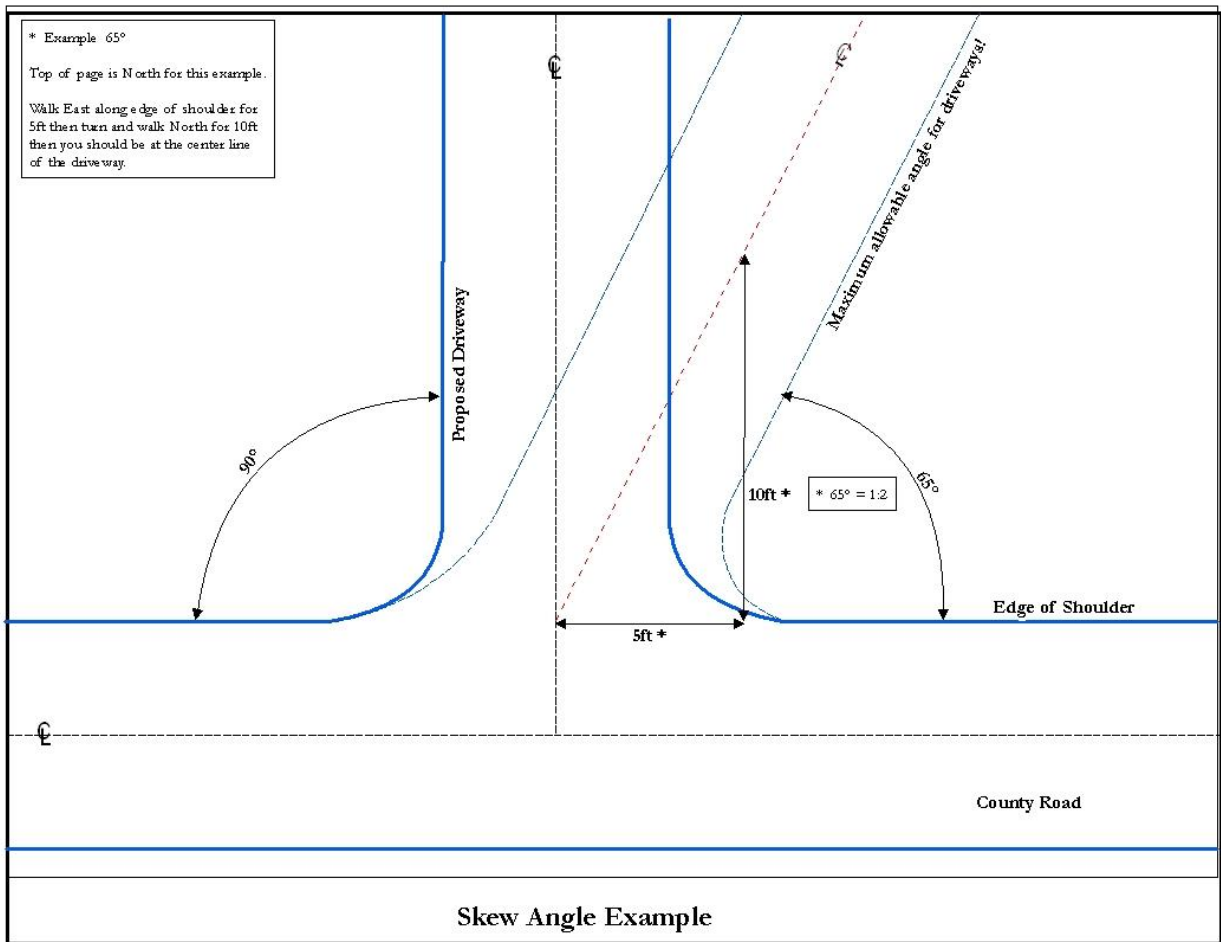 * Example 65°
Top of page is North for this example.
Walk East along edge of shoulder for
5ft then turn and walk North for 10ft
then you should be at the center line
of the driveway.
℄
℄
Maximum allowable angle for driveways!
Proposed Driveway
90°
10ft *
* 65° = 1:2
65°
Edge of Shoulder
5ft *
℄
County Road
Skew Angle Example